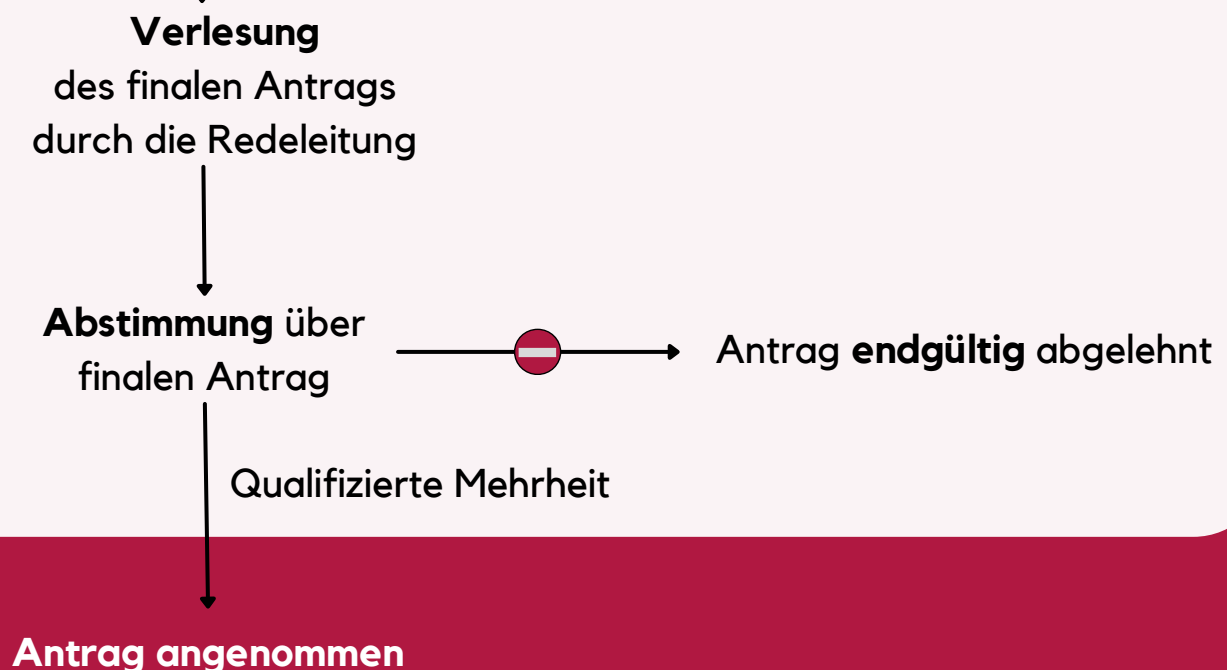 Verlesung
des finalen Antrags
durch die Redeleitung
Abstimmung über
finalen Antrag
Antrag endgültig abgelehnt
Qualifizierte Mehrheit
Antrag angenommen